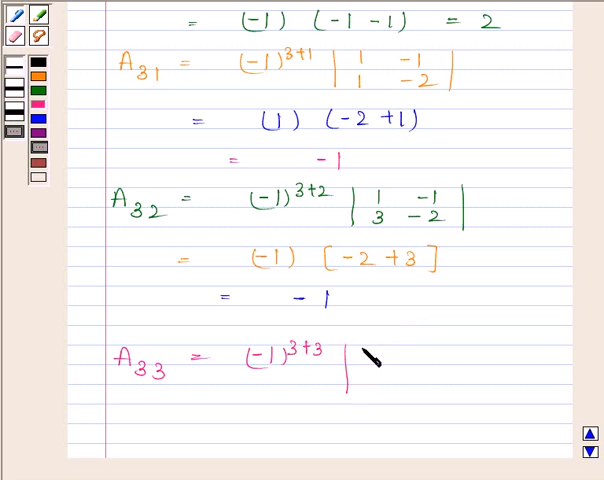 = (-1) (-1 -1) = 2
A₃₁ = (-1)³⁺¹ | 1 -1 |
| 1 -2 |
= (1) (-2 +1)
= -1
A₃₂ = (-1)³⁺² | 1 -1 |
| 3 -2 |
= (-1) [-2 +3]
= -1
A₃₃ = (-1)³⁺³ |